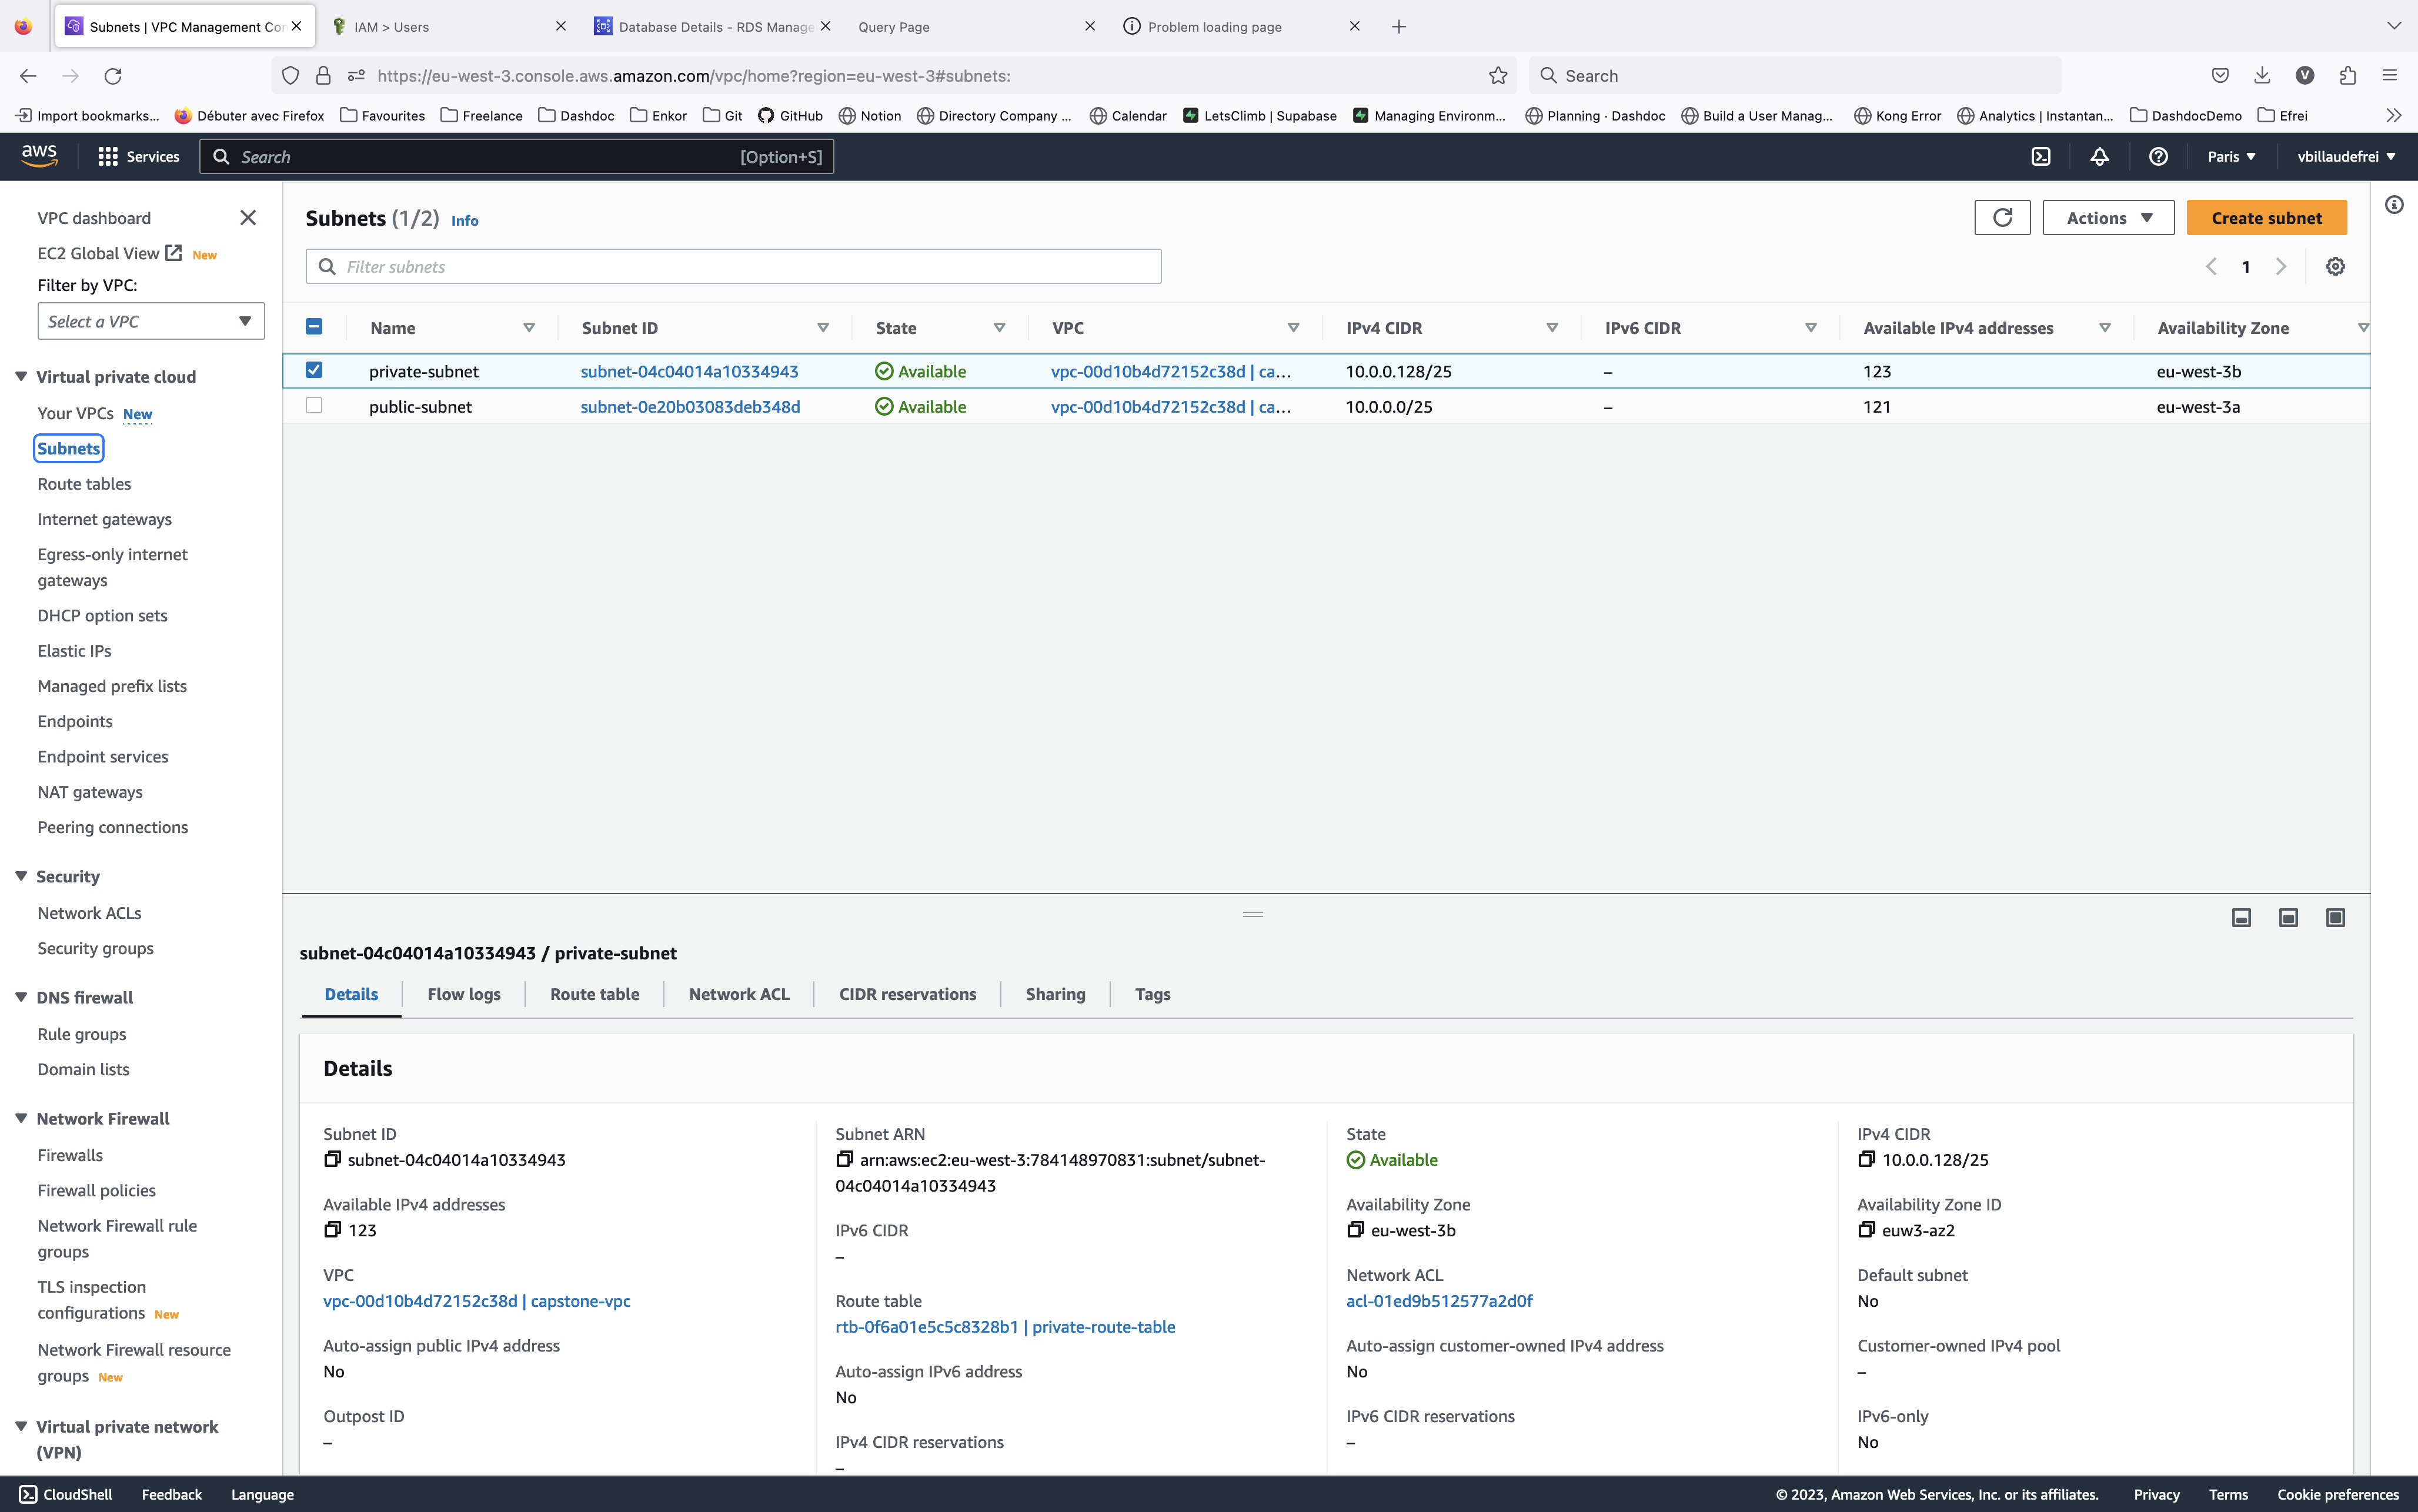 Subnets | VPC Management Con
IAM > Users
Database Details - RDS Manage
Query Page
Problem loading page
https://eu-west-3.console.aws.amazon.com/vpc/home?region=eu-west-3#subnets:
Search
V
Import bookmarks...
Débuter avec Firefox
Favourites
Freelance
Dashdoc
Enkor
Git
GitHub
Notion
Directory Company ...
Calendar
LetsClimb | Supabase
Managing Environm...
Planning · Dashdoc
Build a User Manag...
Kong Error
Analytics | Instantan...
DashdocDemo
Efrei
aws
Services
Search
[Option+S]
Paris
vbillaudefrei
VPC dashboard
EC2 Global View New
Filter by VPC:
Select a VPC
Virtual private cloud
Your VPCs New
Subnets
Route tables
Internet gateways
Egress-only internet
gateways
DHCP option sets
Elastic IPs
Managed prefix lists
Endpoints
Endpoint services
NAT gateways
Peering connections
Security
Network ACLs
Security groups
DNS firewall
Rule groups
Domain lists
Network Firewall
Firewalls
Firewall policies
Network Firewall rule
groups
TLS inspection
configurations New
Network Firewall resource
groups New
Virtual private network
(VPN)
Subnets (1/2) Info
Actions
Create subnet
Filter subnets
1
Name Subnet ID State VPC IPv4 CIDR IPv6 CIDR Available IPv4 addresses Availability Zone
private-subnet subnet-04c04014a10334943 Available vpc-00d10b4d72152c38d | ca... 10.0.0.128/25 – 123 eu-west-3b
public-subnet subnet-0e20b03083deb348d Available vpc-00d10b4d72152c38d | ca... 10.0.0.0/25 – 121 eu-west-3a
subnet-04c04014a10334943 / private-subnet
Details Flow logs Route table Network ACL CIDR reservations Sharing Tags
Details
Subnet ID
subnet-04c04014a10334943
Available IPv4 addresses
123
VPC
vpc-00d10b4d72152c38d | capstone-vpc
Auto-assign public IPv4 address
No
Outpost ID
–
Subnet ARN
arn:aws:ec2:eu-west-3:784148970831:subnet/subnet-
04c04014a10334943
IPv6 CIDR
–
Route table
rtb-0f6a01e5c5c8328b1 | private-route-table
Auto-assign IPv6 address
No
IPv4 CIDR reservations
–
State
Available
Availability Zone
eu-west-3b
Network ACL
acl-01ed9b512577a2d0f
Auto-assign customer-owned IPv4 address
No
IPv6 CIDR reservations
–
IPv4 CIDR
10.0.0.128/25
Availability Zone ID
euw3-az2
Default subnet
No
Customer-owned IPv4 pool
–
IPv6-only
No
CloudShell
Feedback
Language
© 2023, Amazon Web Services, Inc. or its affiliates.
Privacy
Terms
Cookie preferences